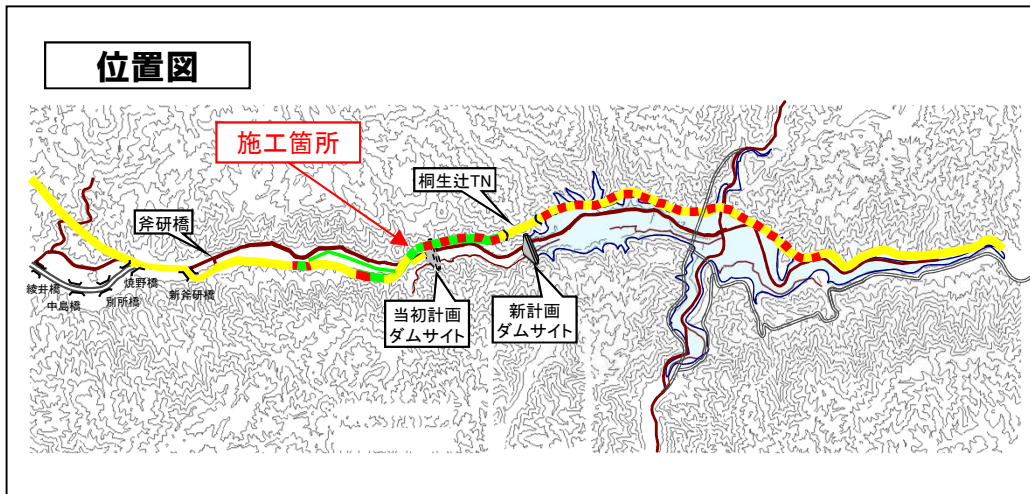 位置図
施工箇所
桐生辻TN
斧研橋
綾井橋
中島橋
焼野橋
別所橋
新斧研橋
当初計画
ダムサイト
新計画
ダムサイト